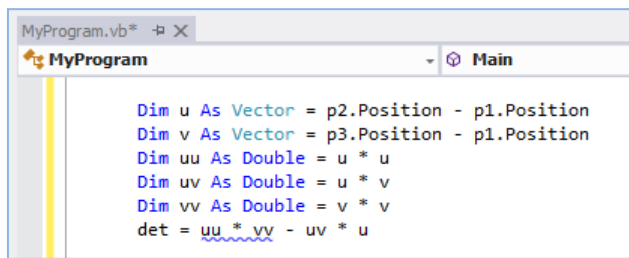 MyProgram.vb*
MyProgram Main
Dim u As Vector = p2.Position - p1.Position
Dim v As Vector = p3.Position - p1.Position
Dim uu As Double = u * u
Dim uv As Double = u * v
Dim vv As Double = v * v
det = uu * vv - uv * u